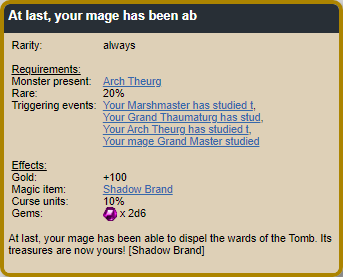 At last, your mage has been ab
Rarity: always
Requirements:
Monster present: Arch Theurg
Rare: 20%
Triggering events: Your Marshmaster has studied t,
Your Grand Thaumaturg has stud,
Your Arch Theurg has studied t,
Your mage Grand Master studied
Effects:
Gold: +100
Magic item: Shadow Brand
Curse units: 10%
Gems: x 2d6
At last, your mage has been able to dispel the wards of the Tomb. Its
treasures are now yours! [Shadow Brand]